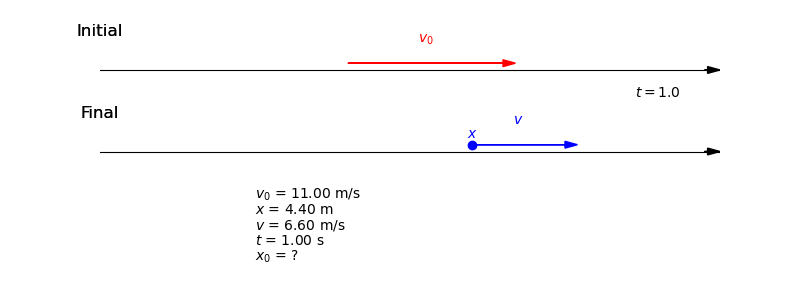 Initial
v₀
t = 1.0
Final
x
v
v₀ = 11.00 m/s
x = 4.40 m
v = 6.60 m/s
t = 1.00 s
x₀ = ?